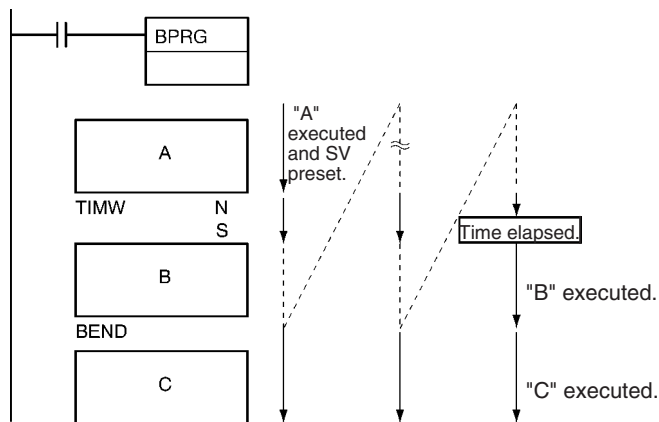 BPRG
"A"
executed
and SV
preset.
A
TIMW N
S
Time elapsed.
B
"B" executed.
BEND
C
"C" executed.